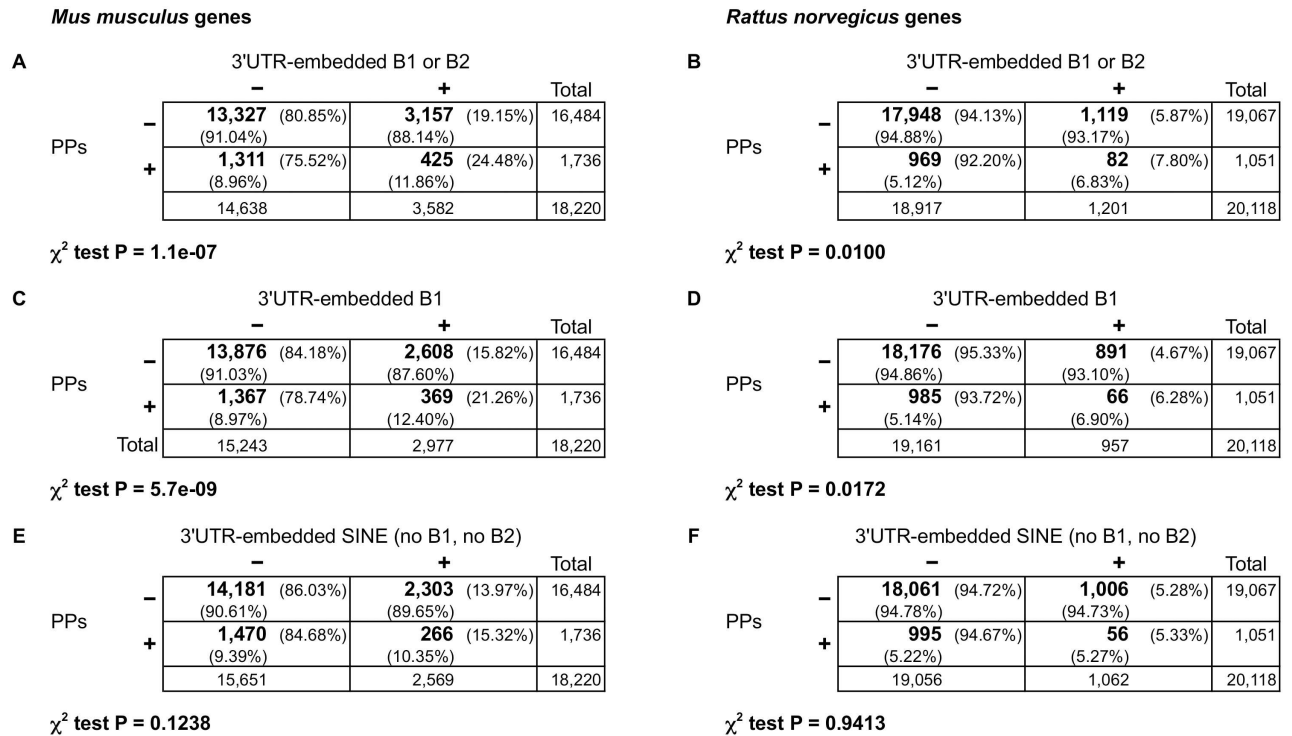 Mus musculus genes
A
3'UTR-embedded B1 or B2
− + Total
PPs
− 13,327 (80.85%) 3,157 (19.15%) 16,484
(91.04%) (88.14%)
+ 1,311 (75.52%) 425 (24.48%) 1,736
(8.96%) (11.86%)
14,638 3,582 18,220
χ² test P = 1.1e-07
Rattus norvegicus genes
B
3'UTR-embedded B1 or B2
− + Total
PPs
− 17,948 (94.13%) 1,119 (5.87%) 19,067
(94.88%) (93.17%)
+ 969 (92.20%) 82 (7.80%) 1,051
(5.12%) (6.83%)
18,917 1,201 20,118
χ² test P = 0.0100
C
3'UTR-embedded B1
− + Total
PPs
− 13,876 (84.18%) 2,608 (15.82%) 16,484
(91.03%) (87.60%)
+ 1,367 (78.74%) 369 (21.26%) 1,736
(8.97%) (12.40%)
Total 15,243 2,977 18,220
χ² test P = 5.7e-09
D
3'UTR-embedded B1
− + Total
PPs
− 18,176 (95.33%) 891 (4.67%) 19,067
(94.86%) (93.10%)
+ 985 (93.72%) 66 (6.28%) 1,051
(5.14%) (6.90%)
19,161 957 20,118
χ² test P = 0.0172
E
3'UTR-embedded SINE (no B1, no B2)
− + Total
PPs
− 14,181 (86.03%) 2,303 (13.97%) 16,484
(90.61%) (89.65%)
+ 1,470 (84.68%) 266 (15.32%) 1,736
(9.39%) (10.35%)
15,651 2,569 18,220
χ² test P = 0.1238
F
3'UTR-embedded SINE (no B1, no B2)
− + Total
PPs
− 18,061 (94.72%) 1,006 (5.28%) 19,067
(94.78%) (94.73%)
+ 995 (94.67%) 56 (5.33%) 1,051
(5.22%) (5.27%)
19,056 1,062 20,118
χ² test P = 0.9413